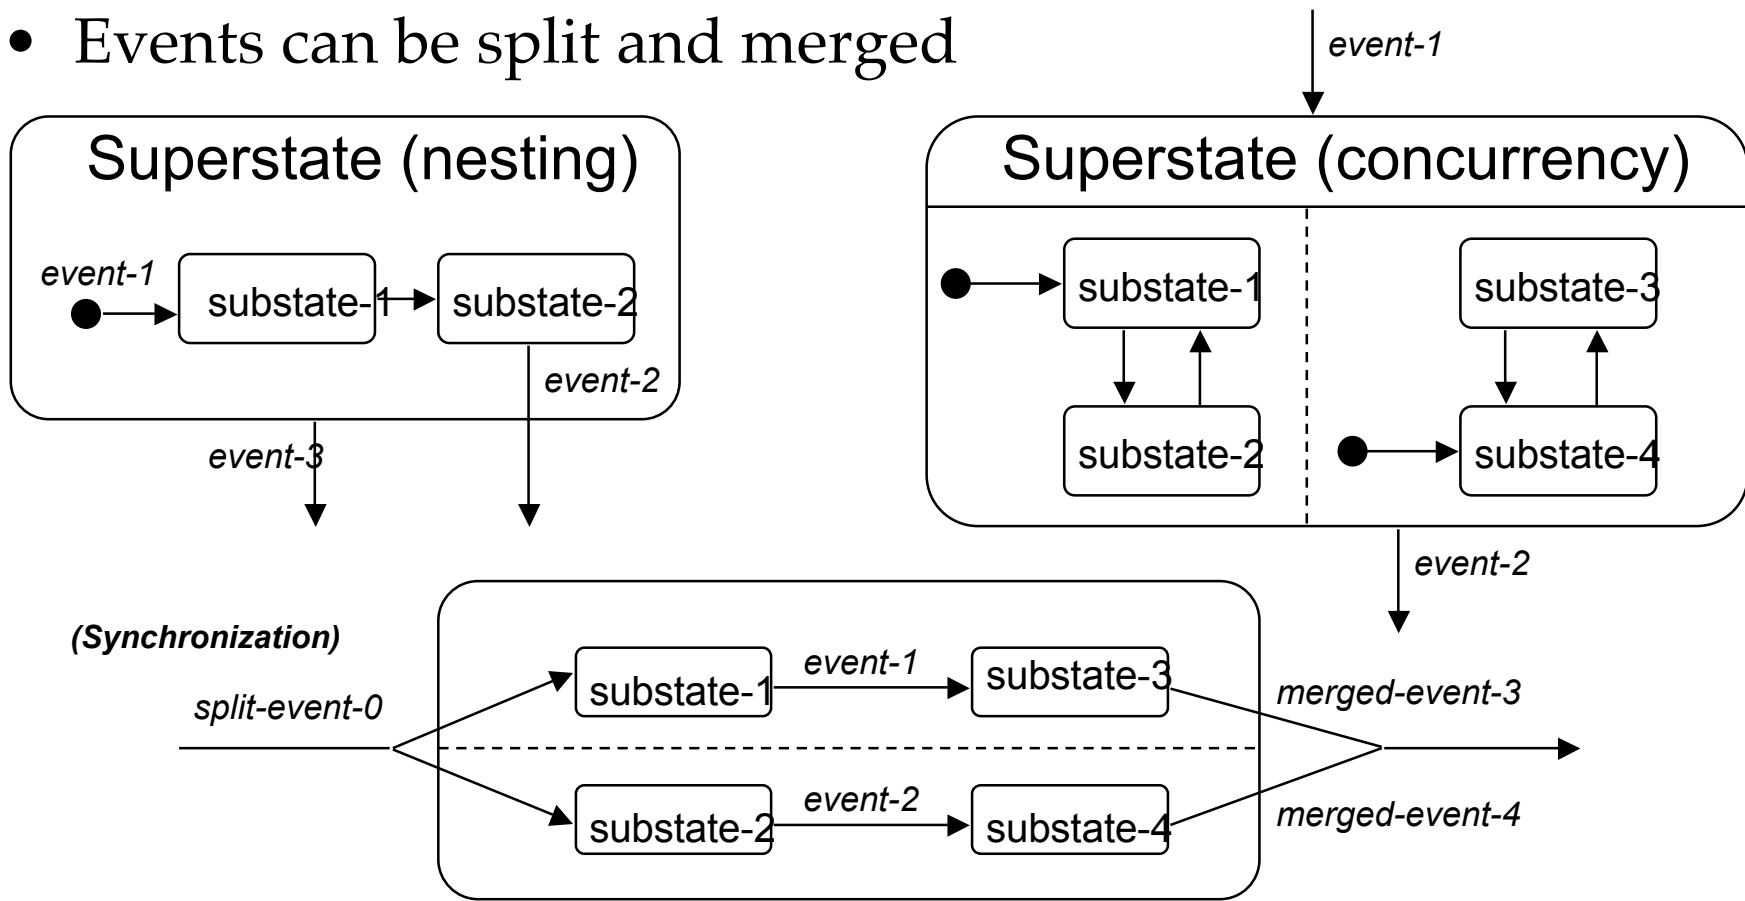 • Events can be split and merged
event-1
Superstate (nesting)
event-1
substate-1
substate-2
event-2
event-3
Superstate (concurrency)
substate-1
substate-3
substate-2
substate-4
event-2
(Synchronization)
split-event-0
substate-1
event-1
substate-3
merged-event-3
substate-2
event-2
substate-4
merged-event-4